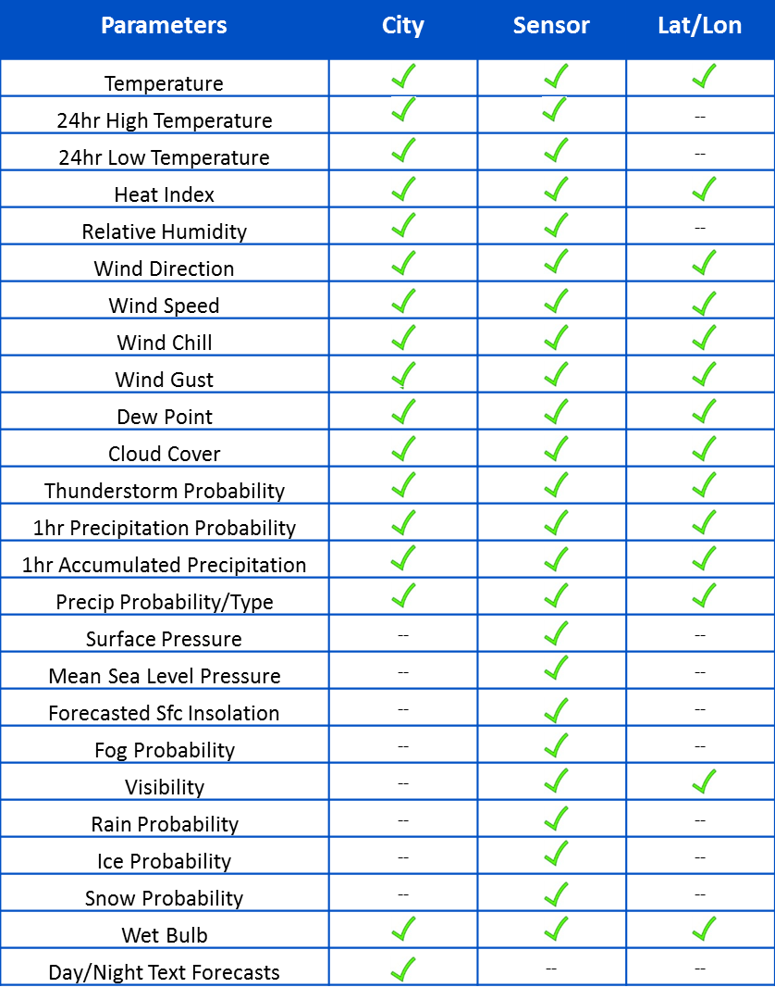 Parameters City Sensor Lat/Lon
Temperature ✓ ✓ ✓
24hr High Temperature ✓ ✓ --
24hr Low Temperature ✓ ✓ --
Heat Index ✓ ✓ ✓
Relative Humidity ✓ ✓ --
Wind Direction ✓ ✓ ✓
Wind Speed ✓ ✓ ✓
Wind Chill ✓ ✓ ✓
Wind Gust ✓ ✓ ✓
Dew Point ✓ ✓ ✓
Cloud Cover ✓ ✓ ✓
Thunderstorm Probability ✓ ✓ ✓
1hr Precipitation Probability ✓ ✓ ✓
1hr Accumulated Precipitation ✓ ✓ ✓
Precip Probability/Type ✓ ✓ ✓
Surface Pressure -- ✓ --
Mean Sea Level Pressure -- ✓ --
Forecasted Sfc Insolation -- ✓ --
Fog Probability -- ✓ --
Visibility -- ✓ ✓
Rain Probability -- ✓ --
Ice Probability -- ✓ --
Snow Probability -- ✓ --
Wet Bulb ✓ ✓ ✓
Day/Night Text Forecasts ✓ -- --